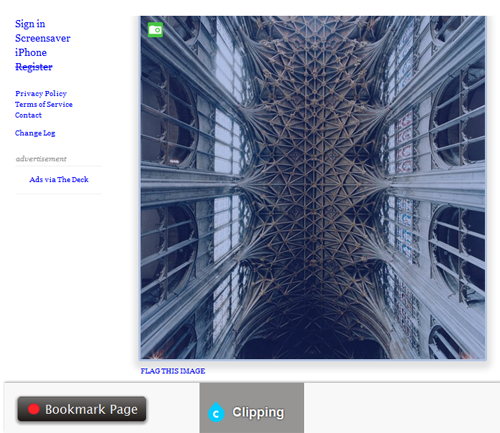 Sign in
Screensaver
iPhone
Register
Privacy Policy
Terms of Service
Contact
Change Log
advertisement
Ads via The Deck
FLAG THIS IMAGE
Bookmark Page
c
Clipping